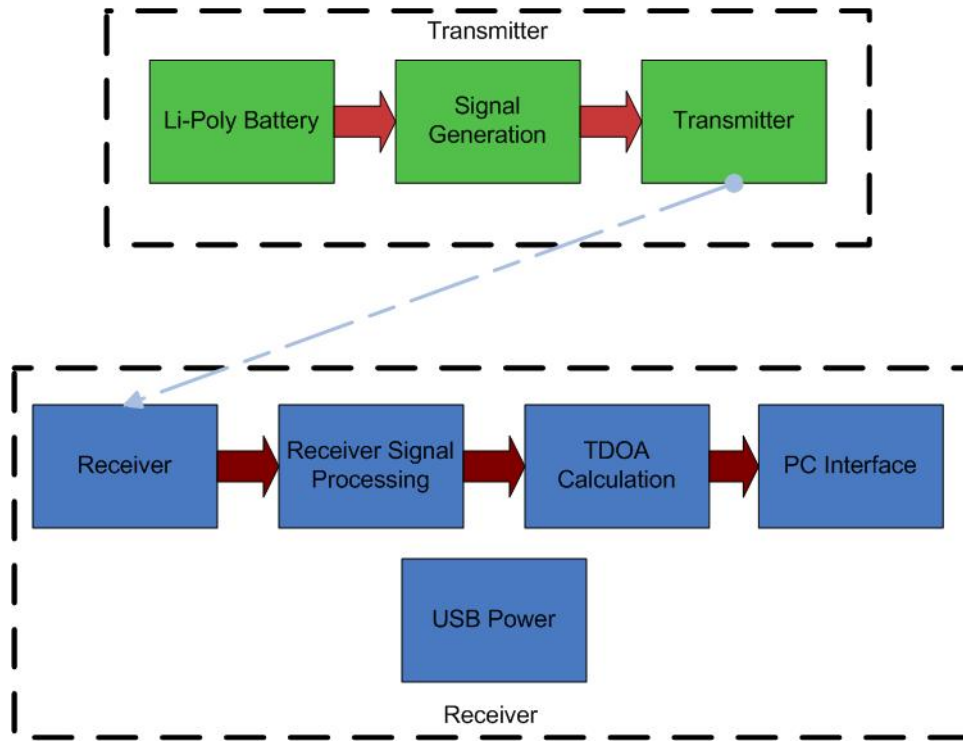 Transmitter
Li-Poly Battery
Signal
Generation
Transmitter
Receiver
Receiver Signal
Processing
TDOA
Calculation
PC Interface
USB Power
Receiver